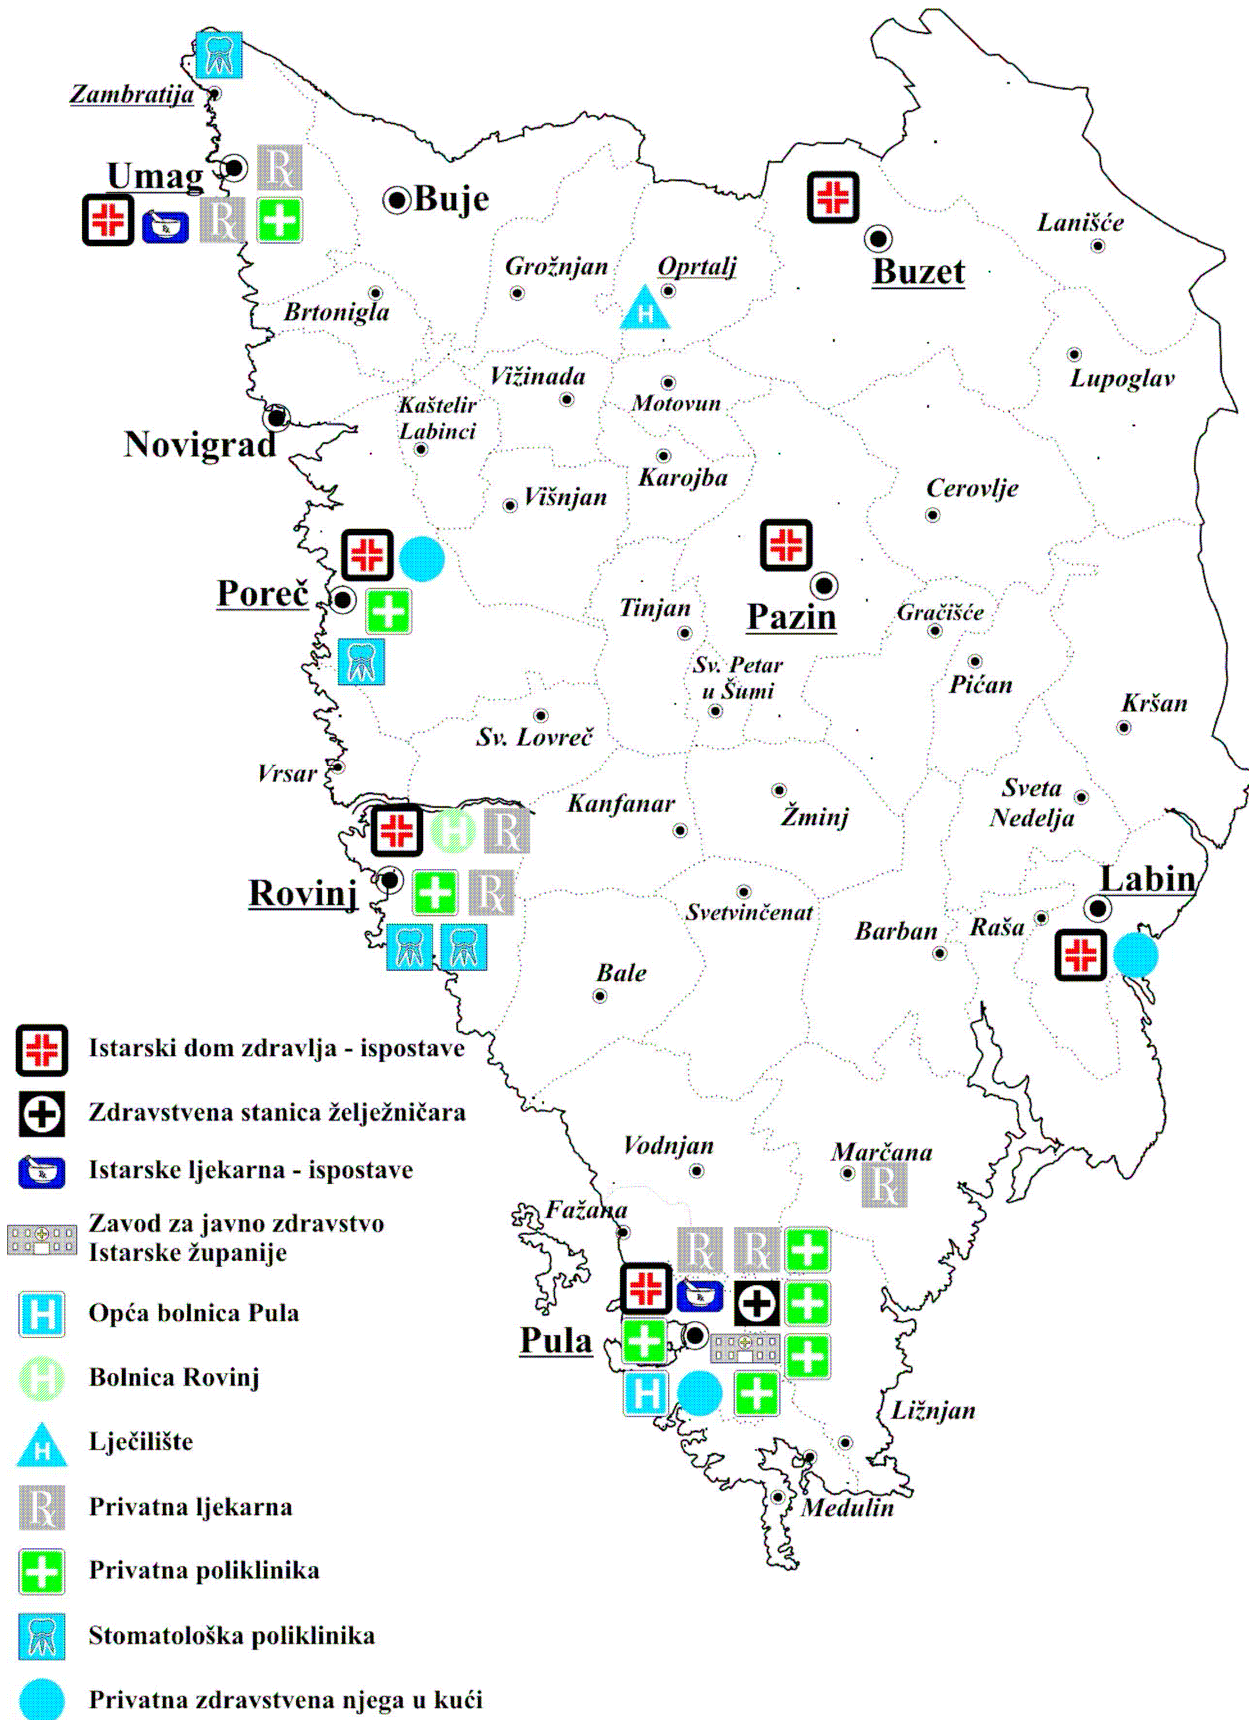 Zambratija
Umag
R
R
Buje
Buzet
Lanišće
Grožnjan
Oprtalj
H
Brtonigla
Lupoglav
Vižinada
Motovun
Kaštelir
Labinci
Novigrad
Karojba
Višnjan
Cerovlje
Poreč
Tinjan
Pazin
Gračišće
Sv. Petar
u Šumi
Pićan
Kršan
Sv. Lovreč
Vrsar
Kanfanar
Žminj
Sveta
Nedelja
H
R
Rovinj
R
Labin
Svetvinčenat
Barban
Raša
Bale
Vodnjan
Marčana
R
Fažana
R
R
Pula
H
Ližnjan
Medulin
Istarski dom zdravlja - ispostave
Zdravstvena stanica želježničara
Istarske ljekarna - ispostave
Zavod za javno zdravstvo
Istarske županije
H Opća bolnica Pula
H Bolnica Rovinj
H Lječilište
R Privatna ljekarna
Privatna poliklinika
Stomatološka poliklinika
Privatna zdravstvena njega u kući